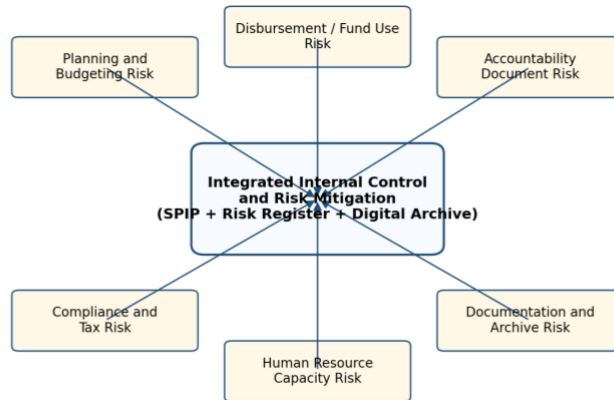 Disbursement / Fund Use
Risk
Planning and
Budgeting Risk
Accountability
Document Risk
Integrated Internal Control
and Risk Mitigation
(SPIP + Risk Register + Digital Archive)
Compliance and
Tax Risk
Documentation and
Archive Risk
Human Resource
Capacity Risk